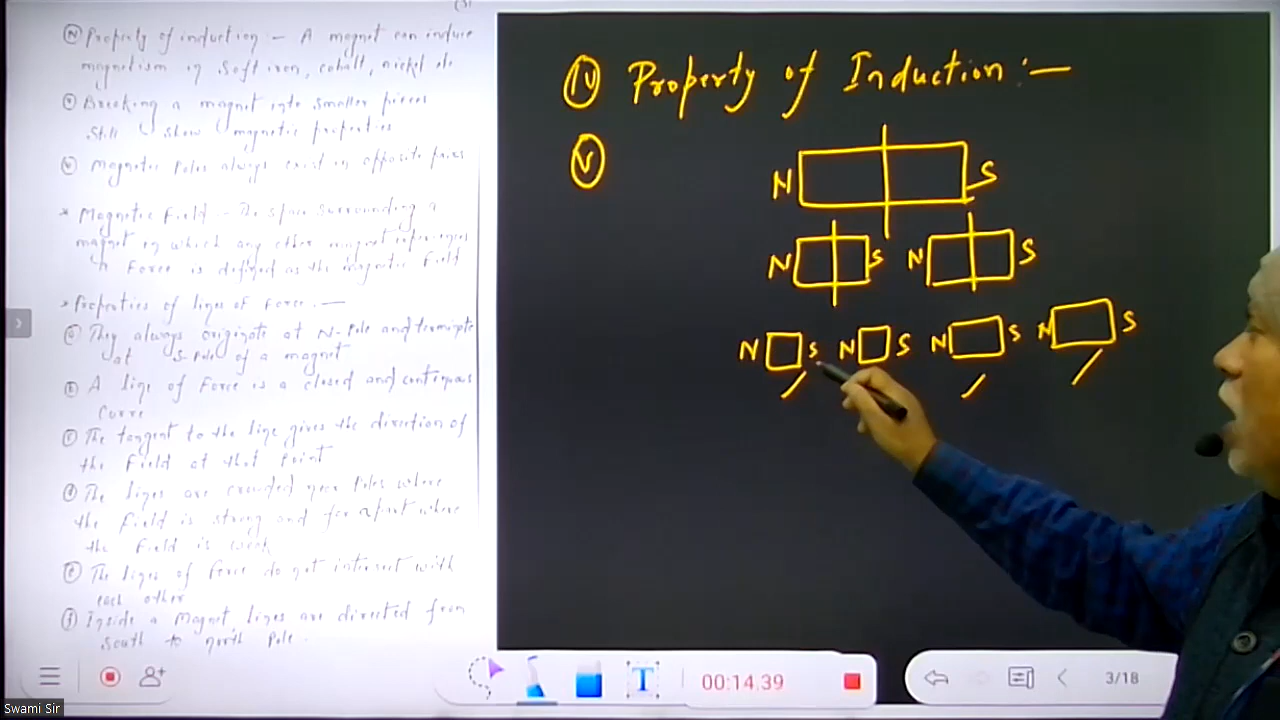 (3)
(iv) Property of induction :- A magnet can induce
magnetism in soft iron, cobalt, nickel etc
(v) Breaking a magnet into smaller pieces
still show magnetic properties
(vi) Magnetic Poles always exist in opposite pairs
* Magnetic Field :- The space surrounding a
magnet in which any other magnet experiences
a Force is defined as the magnetic field
* Properties of lines of Force :-
(a) They always originate at N-Pole and terminate
at S-Pole of a magnet
(b) A line of Force is a closed and continuous
curve
(c) The tangent to the line gives the direction of
the Field at that Point
(d) The lines are crowded near Poles where
the field is strong and far apart where
the field is weak
(e) The lines of Force do not intersect with
each other
(f) Inside a magnet lines are directed from
South to north Pole.
(iv) Property of Induction :-
(v)
N S
N S N S
N S N S N S N S
T
00:14.39
3/18
Swami Sir